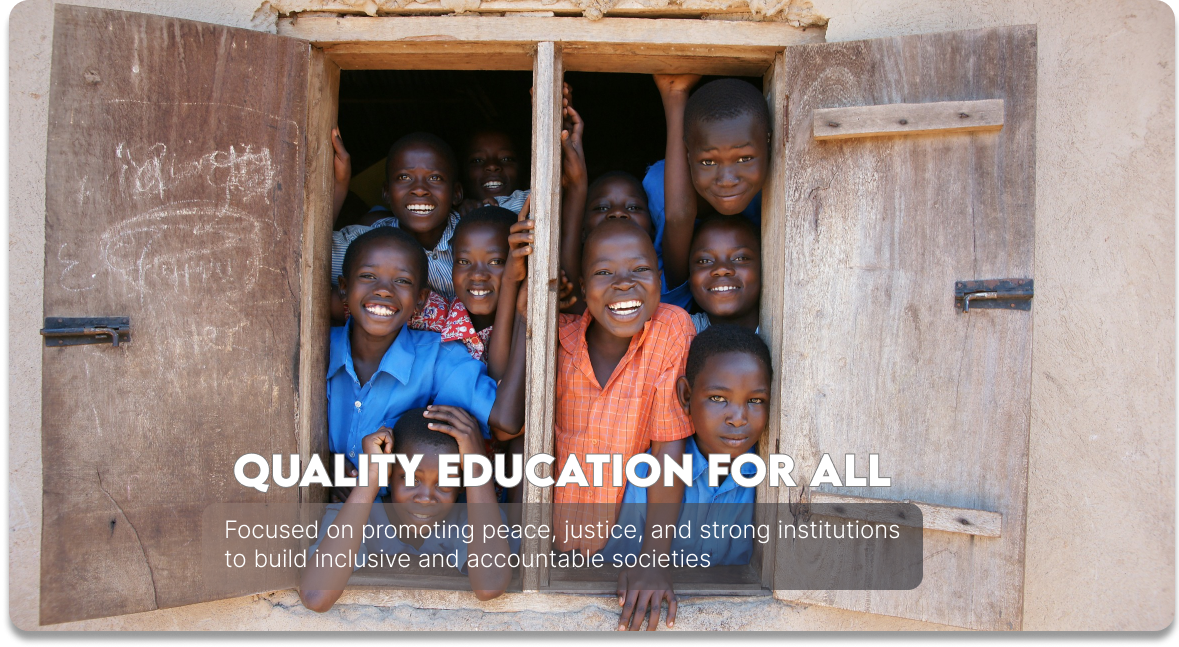 QUALITY EDUCATION FOR ALL
Focused on promoting peace, justice, and strong institutions
to build inclusive and accountable societies